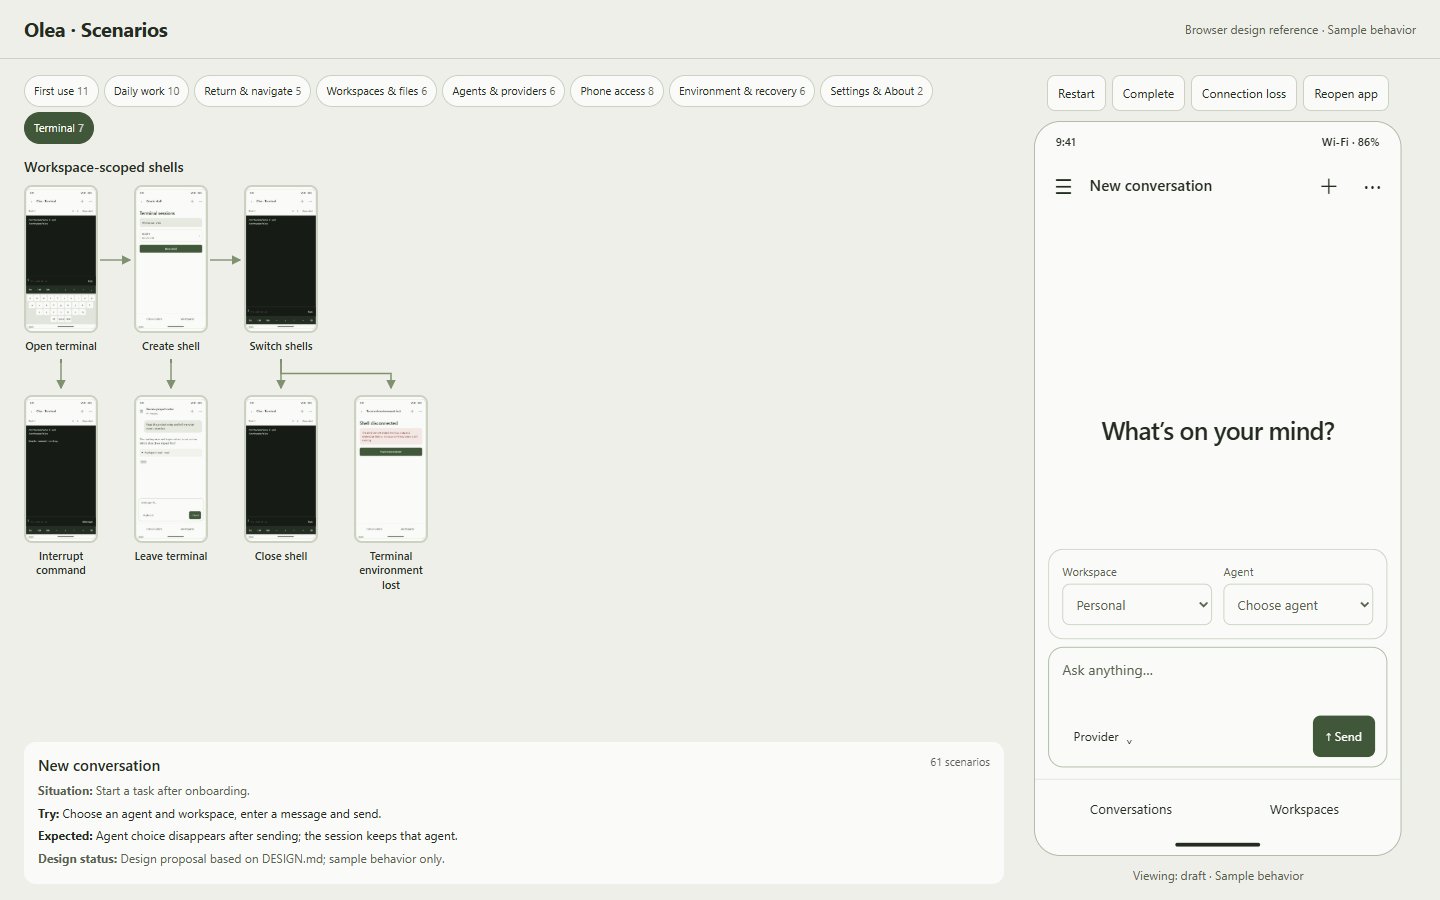 Olea · Scenarios
Browser design reference · Sample behavior
First use 11
Daily work 10
Return & navigate 5
Workspaces & files 6
Agents & providers 6
Phone access 8
Environment & recovery 6
Settings & About 2
Terminal 7
Restart
Complete
Connection loss
Reopen app
Workspace-scoped shells
Terminal sessions
Open terminal
Create shell
Switch shells
Shell disconnected
Interrupt
command
Leave terminal
Close shell
Terminal
environment
lost
New conversation
61 scenarios
Situation: Start a task after onboarding.
Try: Choose an agent and workspace, enter a message and send.
Expected: Agent choice disappears after sending; the session keeps that agent.
Design status: Design proposal based on DESIGN.md; sample behavior only.
9:41
Wi-Fi · 86%
New conversation
What's on your mind?
Workspace
Agent
Personal
Choose agent
Ask anything...
Provider
↑ Send
Conversations
Workspaces
Viewing: draft · Sample behavior